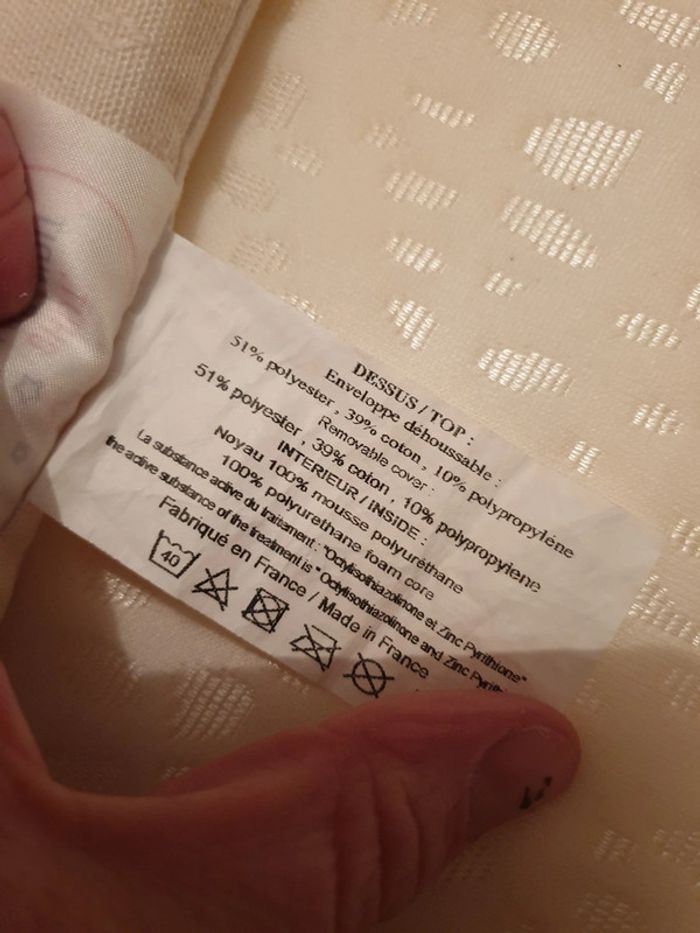 DESSUS / TOP :
Enveloppe déhoussable :
51% polyester , 39% coton , 10% polypropyléne
Removable cover :
51% polyester , 39% coton , 10% polypropylene
INTERIEUR / INSiDE :
Noyau 100% mousse polyuréthane
100% polyurethane foam core
La substance active du traitement : "Octylisothiazolinone et Zinc Pyrithione"
the active substance of the treatment is " Octylisothiazolinone and Zinc
Fabriqué en France / Made in France
40